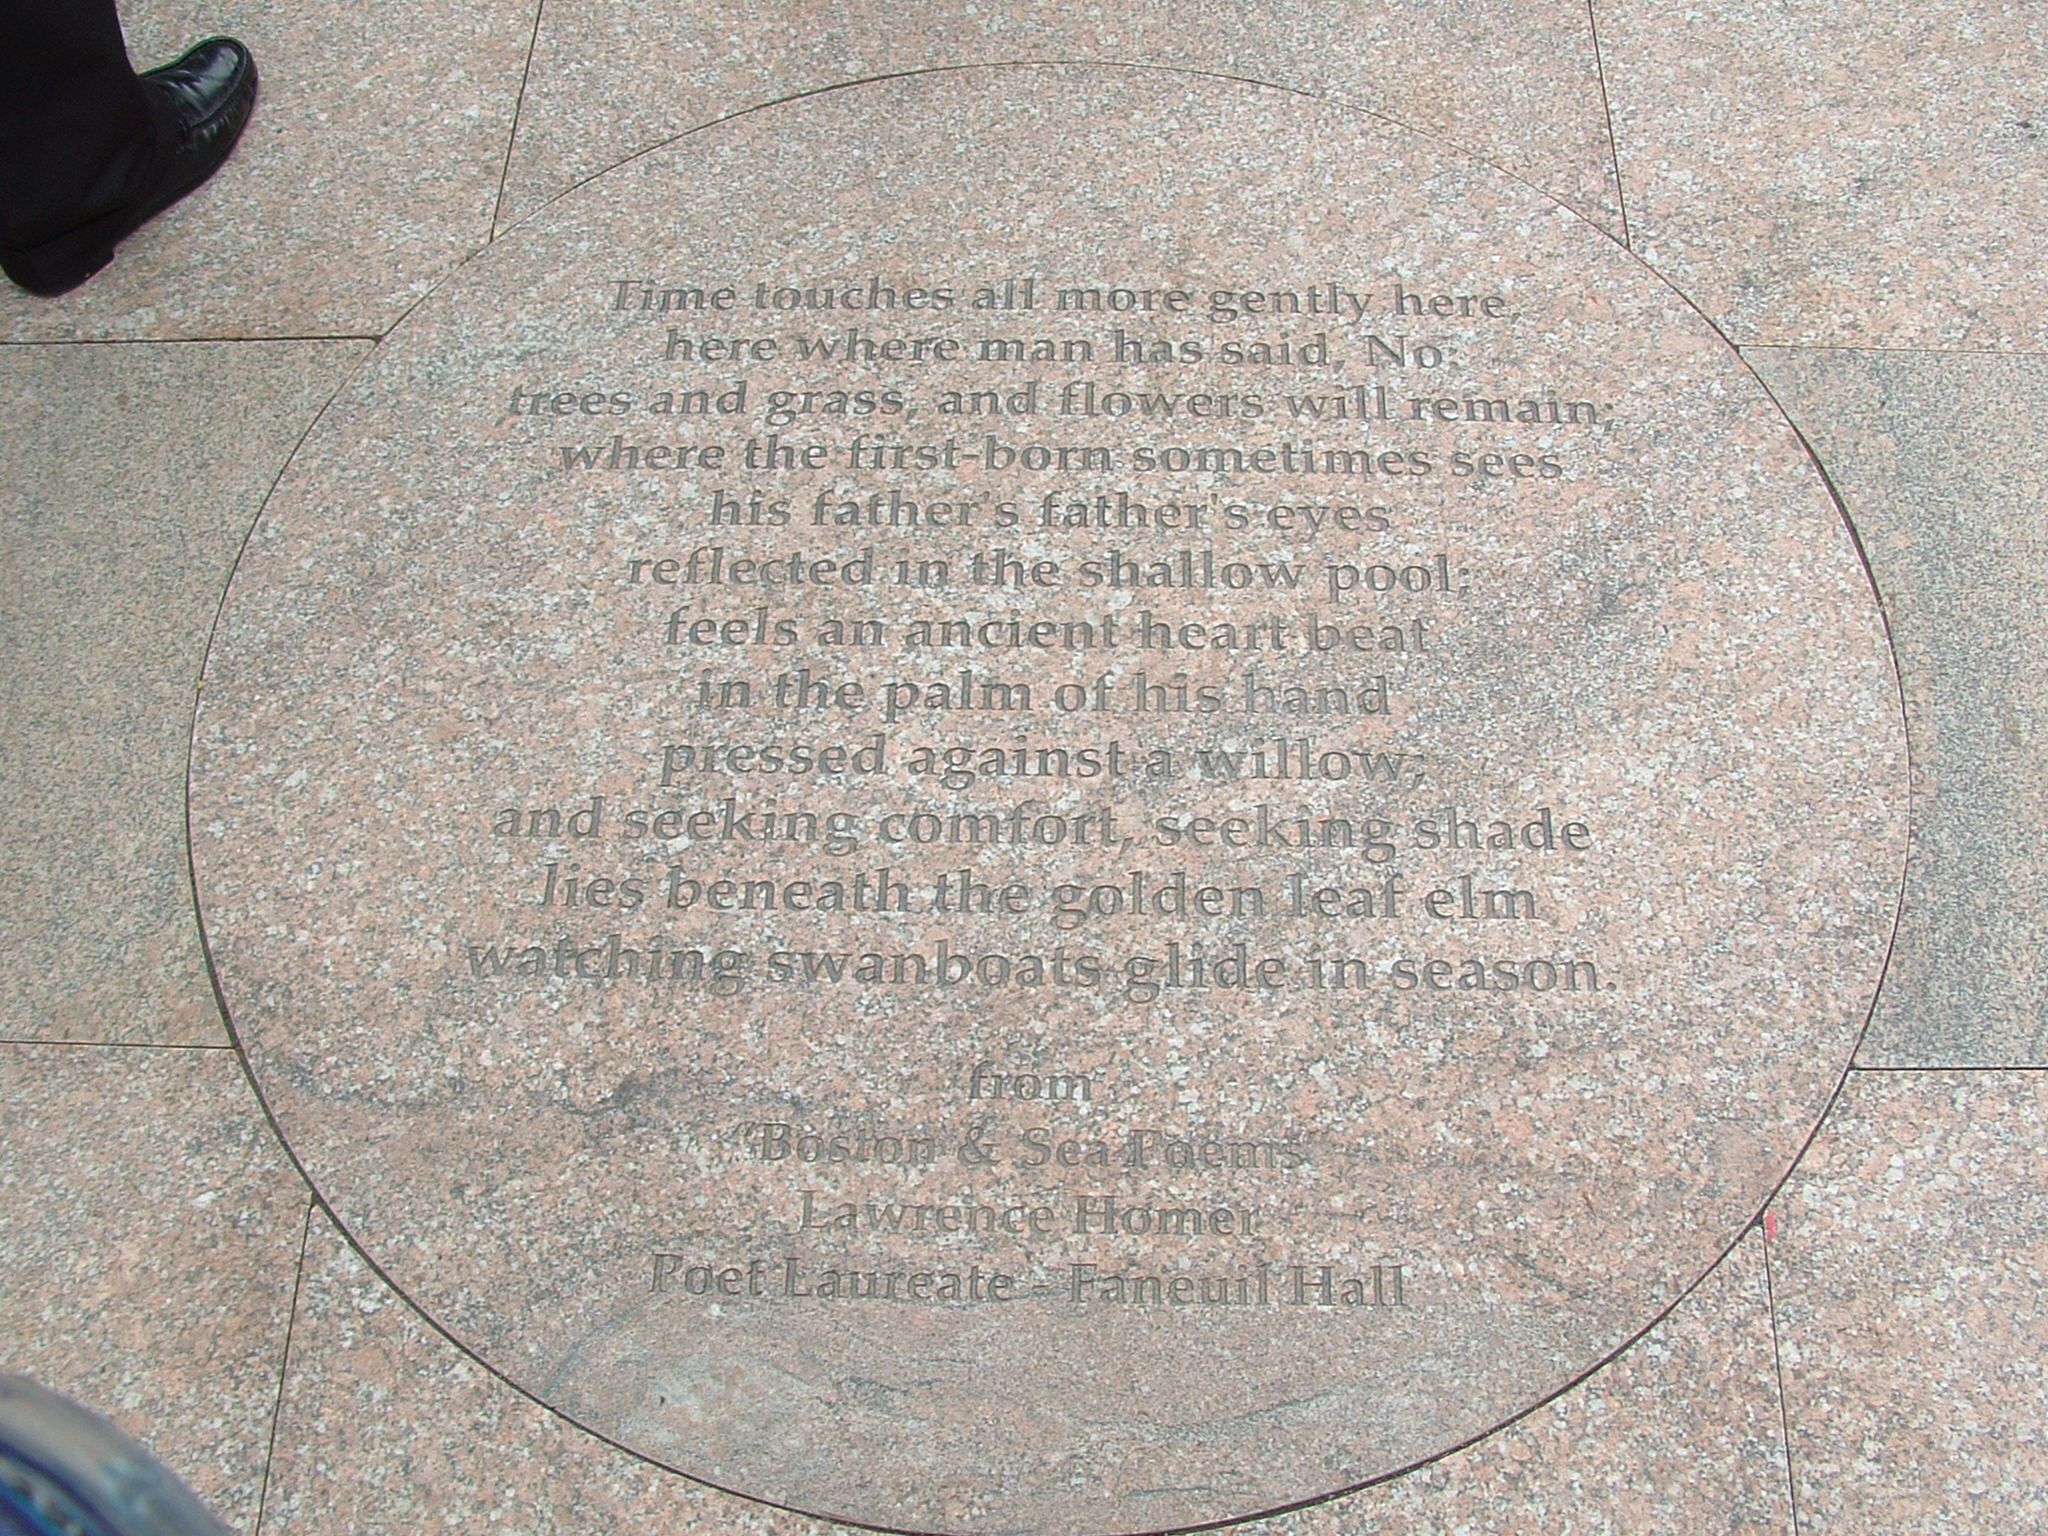 Time touches all more gently here,
here where man has said, No:
trees and grass, and flowers will remain;
where the first-born sometimes sees
his father's father's eyes
reflected in the shallow pool;
feels an ancient heart beat
in the palm of his hand
pressed against a willow;
and seeking comfort, seeking shade
lies beneath the golden leaf elm
watching swanboats glide in season.
from
"Boston & Sea Poems"
Lawrence Homer
Poet Laureate - Faneuil Hall